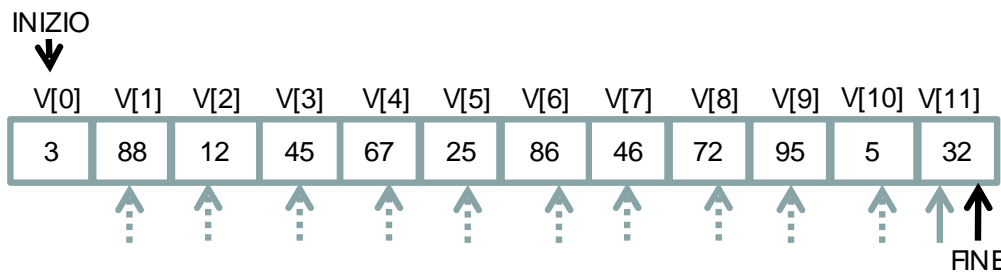 INIZIO
V[0] V[1] V[2] V[3] V[4] V[5] V[6] V[7] V[8] V[9] V[10] V[11]
3 88 12 45 67 25 86 46 72 95 5 32
FINE